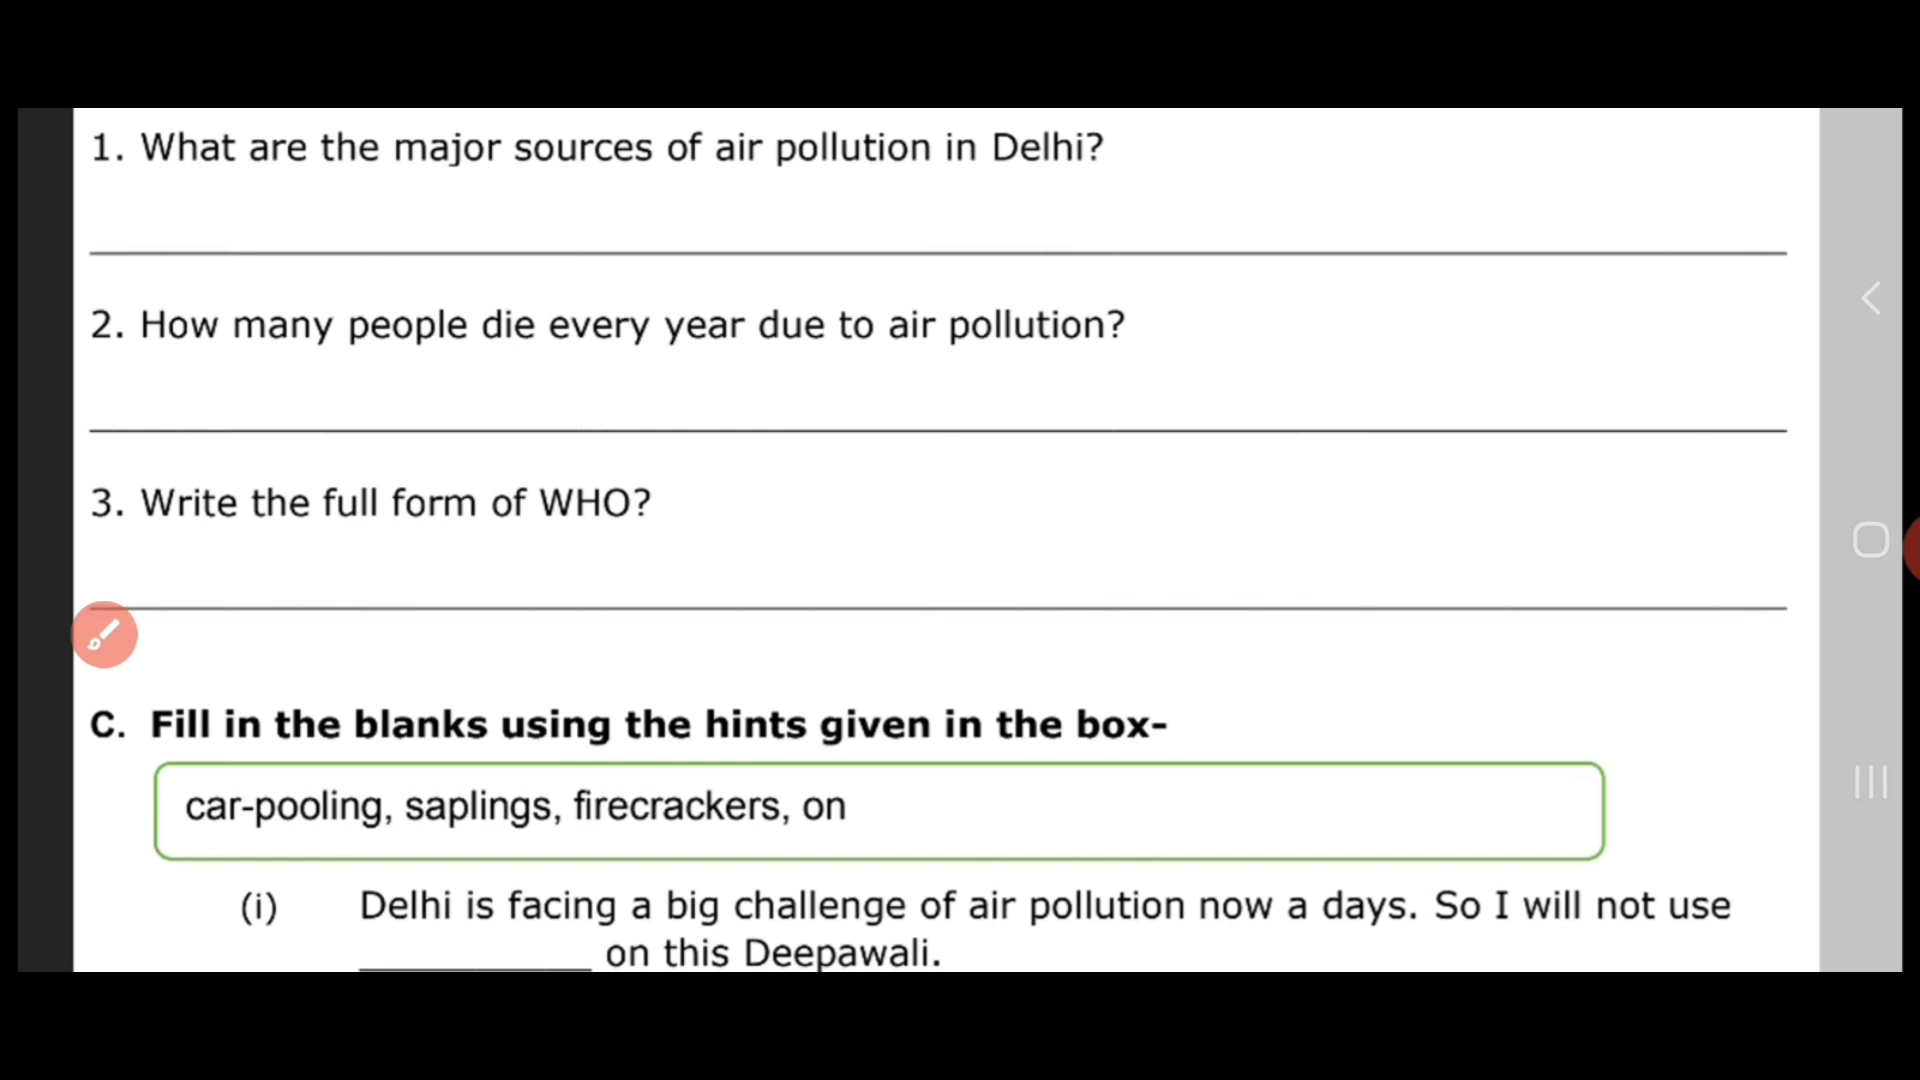 1. What are the major sources of air pollution in Delhi?
2. How many people die every year due to air pollution?
3. Write the full form of WHO?
C. Fill in the blanks using the hints given in the box-
car-pooling, saplings, firecrackers, on
(i) Delhi is facing a big challenge of air pollution now a days. So I will not use
___________ on this Deepawali.